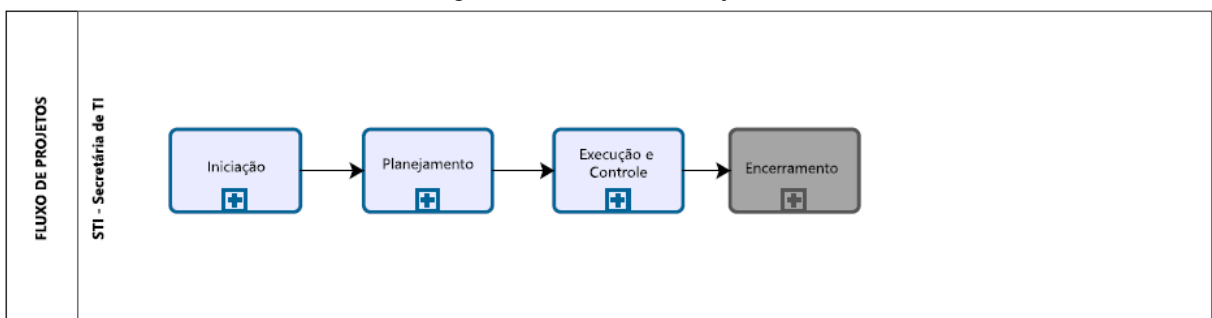 FLUXO DE PROJETOS
STI - Secretária de TI
Iniciação
Planejamento
Execução e
Controle
Encerramento